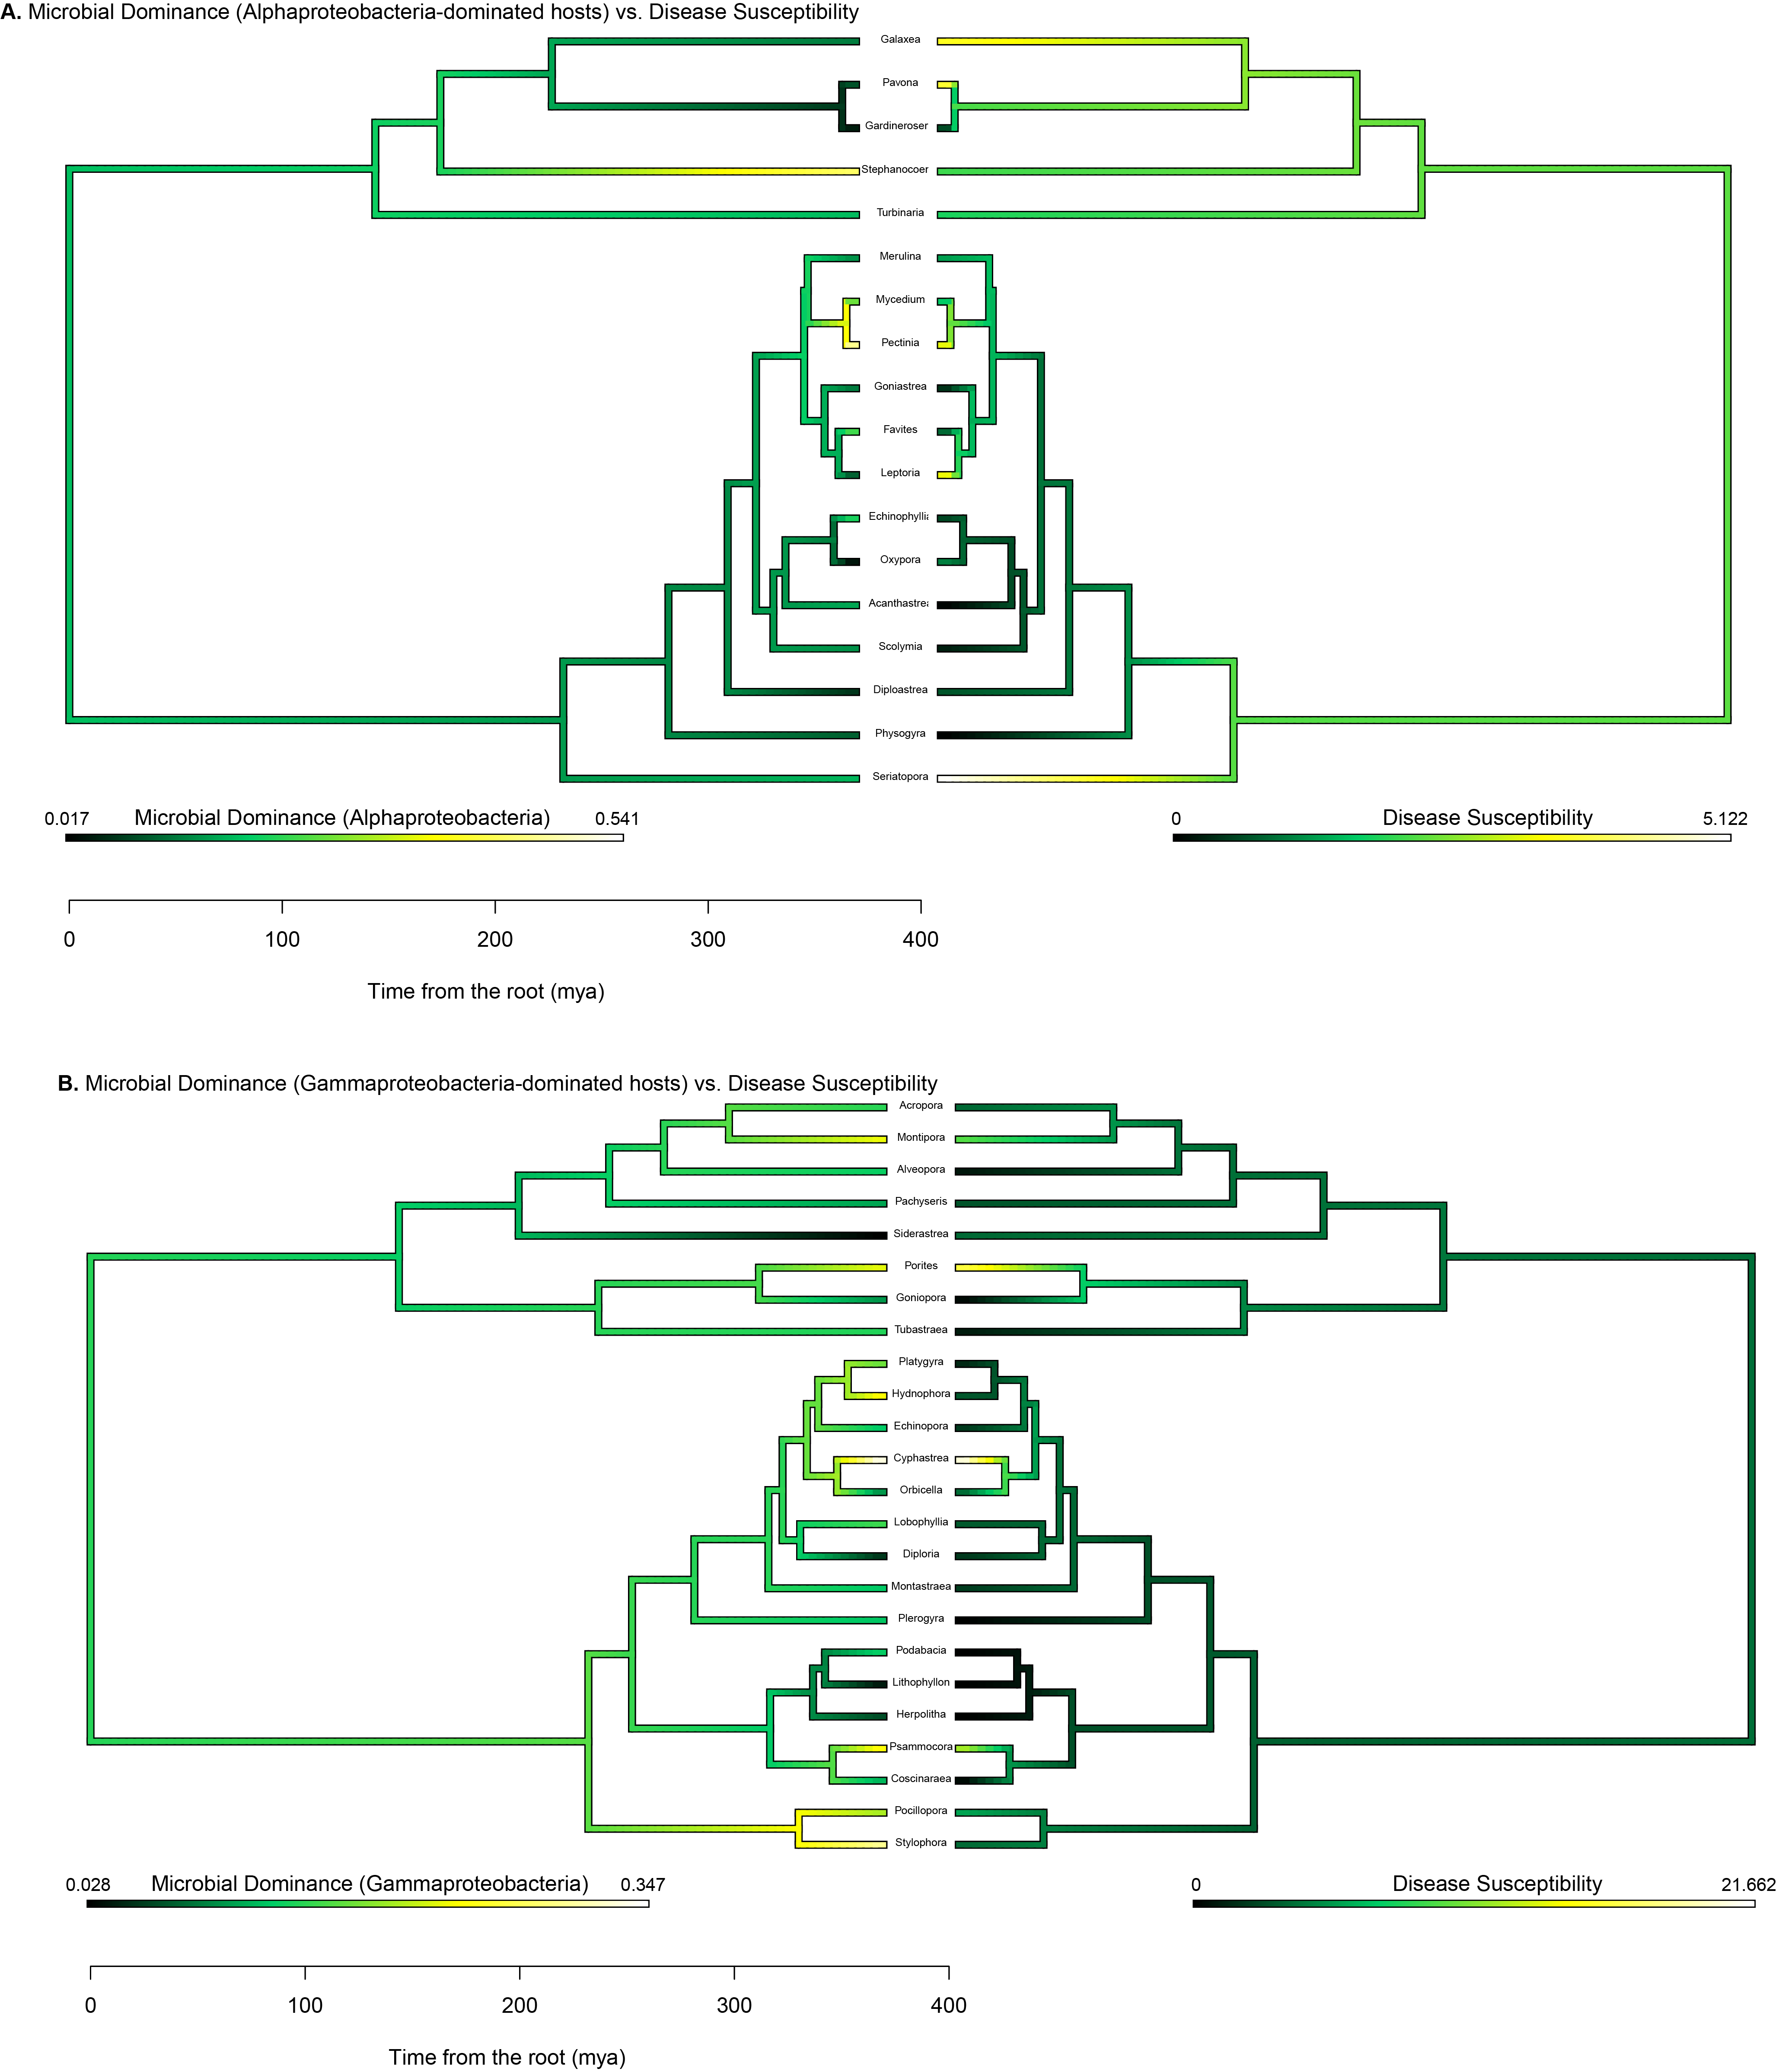 A. Microbial Dominance (Alphaproteobacteria-dominated hosts) vs. Disease Susceptibility
Galaxea
Pavona
Gardineroser
Stephanocoer
Turbinaria
Merulina
Mycedium
Pectinia
Goniastrea
Favites
Leptoria
Echinophyllia
Oxypora
Acanthastrea
Scolymia
Diploastrea
Physogyra
Seriatopora
0.017 Microbial Dominance (Alphaproteobacteria) 0.541
0 Disease Susceptibility 5.122
0 100 200 300 400
Time from the root (mya)
B. Microbial Dominance (Gammaproteobacteria-dominated hosts) vs. Disease Susceptibility
Acropora
Montipora
Alveopora
Pachyseris
Siderastrea
Porites
Goniopora
Tubastraea
Platygyra
Hydnophora
Echinopora
Cyphastrea
Orbicella
Lobophyllia
Diploria
Montastraea
Plerogyra
Podabacia
Lithophyllon
Herpolitha
Psammocora
Coscinaraea
Pocillopora
Stylophora
0.028 Microbial Dominance (Gammaproteobacteria) 0.347
0 Disease Susceptibility 21.662
0 100 200 300 400
Time from the root (mya)